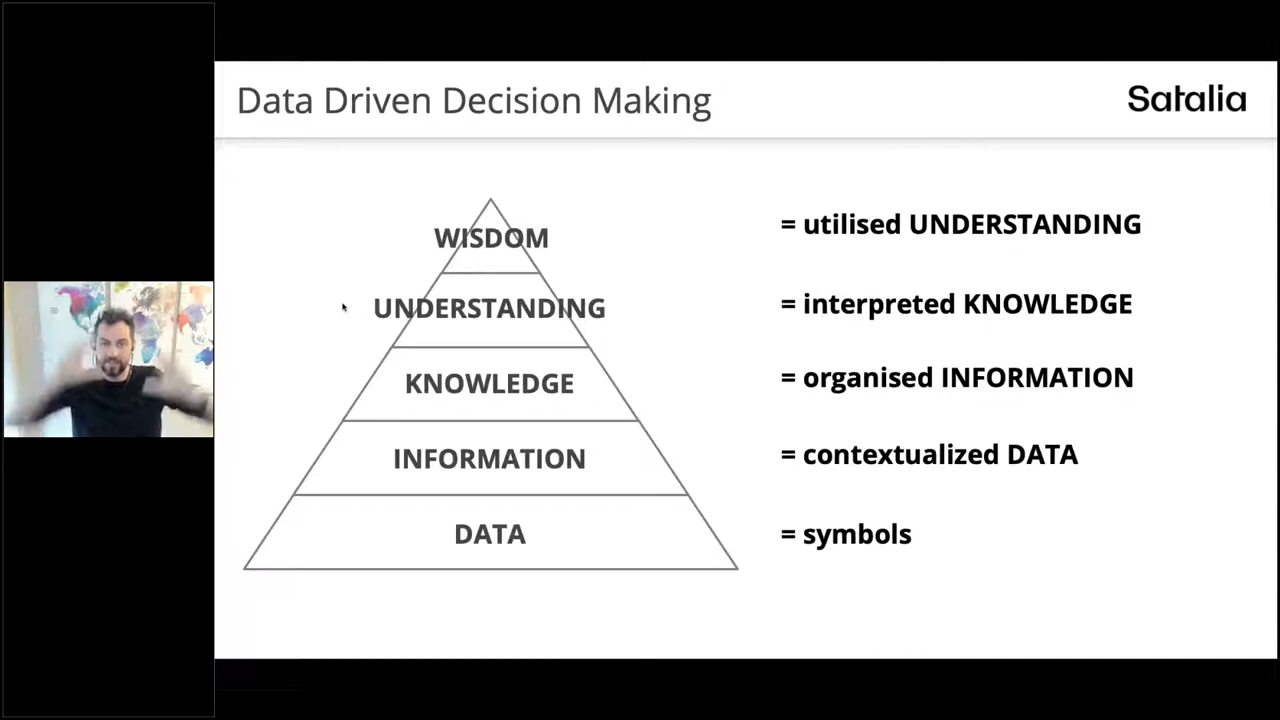 Data Driven Decision Making
Satalia
WISDOM
= utilised UNDERSTANDING
UNDERSTANDING
= interpreted KNOWLEDGE
KNOWLEDGE
= organised INFORMATION
INFORMATION
= contextualized DATA
DATA
= symbols